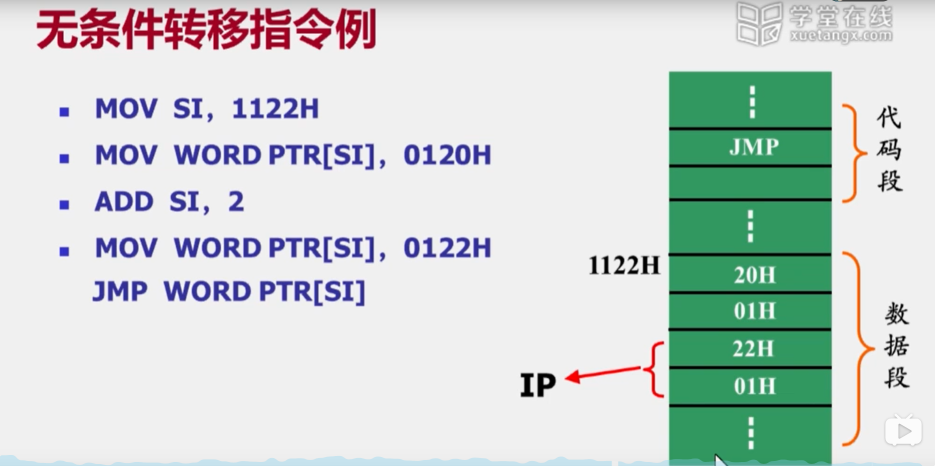 无条件转移指令例
学堂在线
xuetangx.com
MOV SI，1122H
MOV WORD PTR[SI]，0120H
ADD SI，2
MOV WORD PTR[SI]，0122H
JMP WORD PTR[SI]
JMP
代码段
1122H
20H
01H
22H
01H
IP
数据段